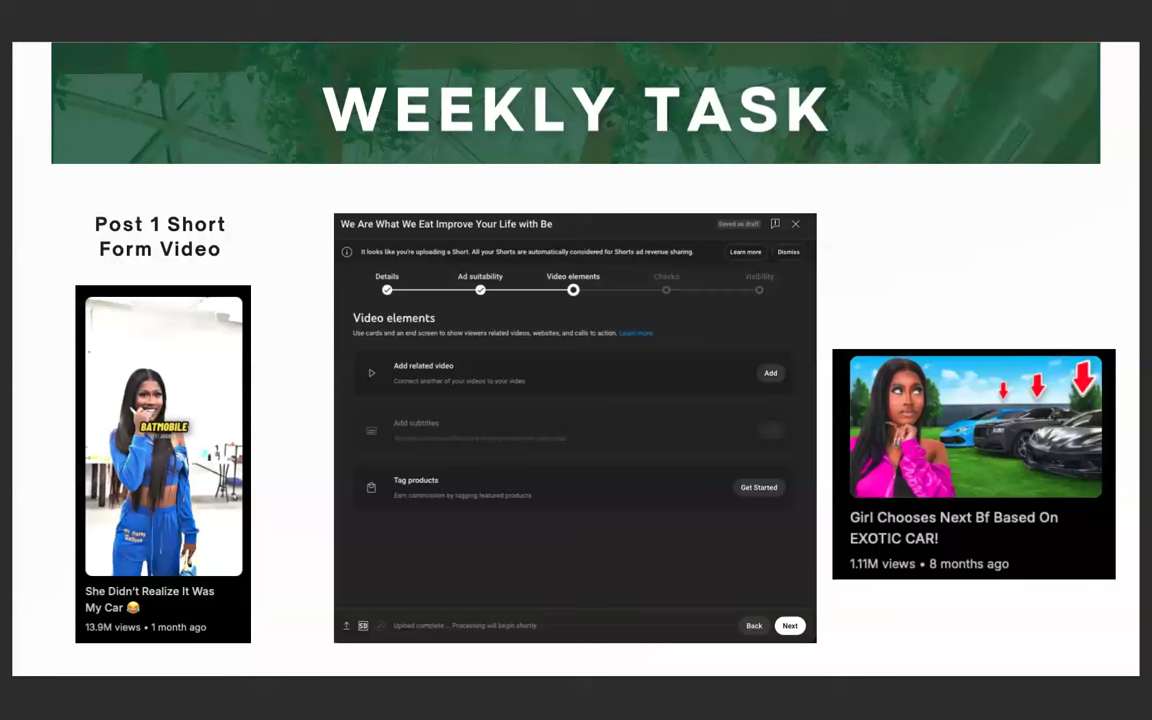 WEEKLY TASK
Post 1 Short
Form Video
BATMOBILE
She Didn't Realize It Was
My Car 😂
13.9M views • 1 month ago
We Are What We Eat Improve Your Life with Be
Saved as draft
It looks like you're uploading a Short. All your Shorts are automatically considered for Shorts ad revenue sharing.
Learn more
Dismiss
Details
Ad suitability
Video elements
Checks
Visibility
Video elements
Use cards and an end screen to show viewers related videos, websites, and calls to action. Learn more
Add related video
Connect another of your videos to your video
Add
Add subtitles
Tag products
Earn commission by tagging featured products
Get Started
SD
Upload complete ... Processing will begin shortly
Back
Next
Girl Chooses Next Bf Based On
EXOTIC CAR!
1.11M views • 8 months ago